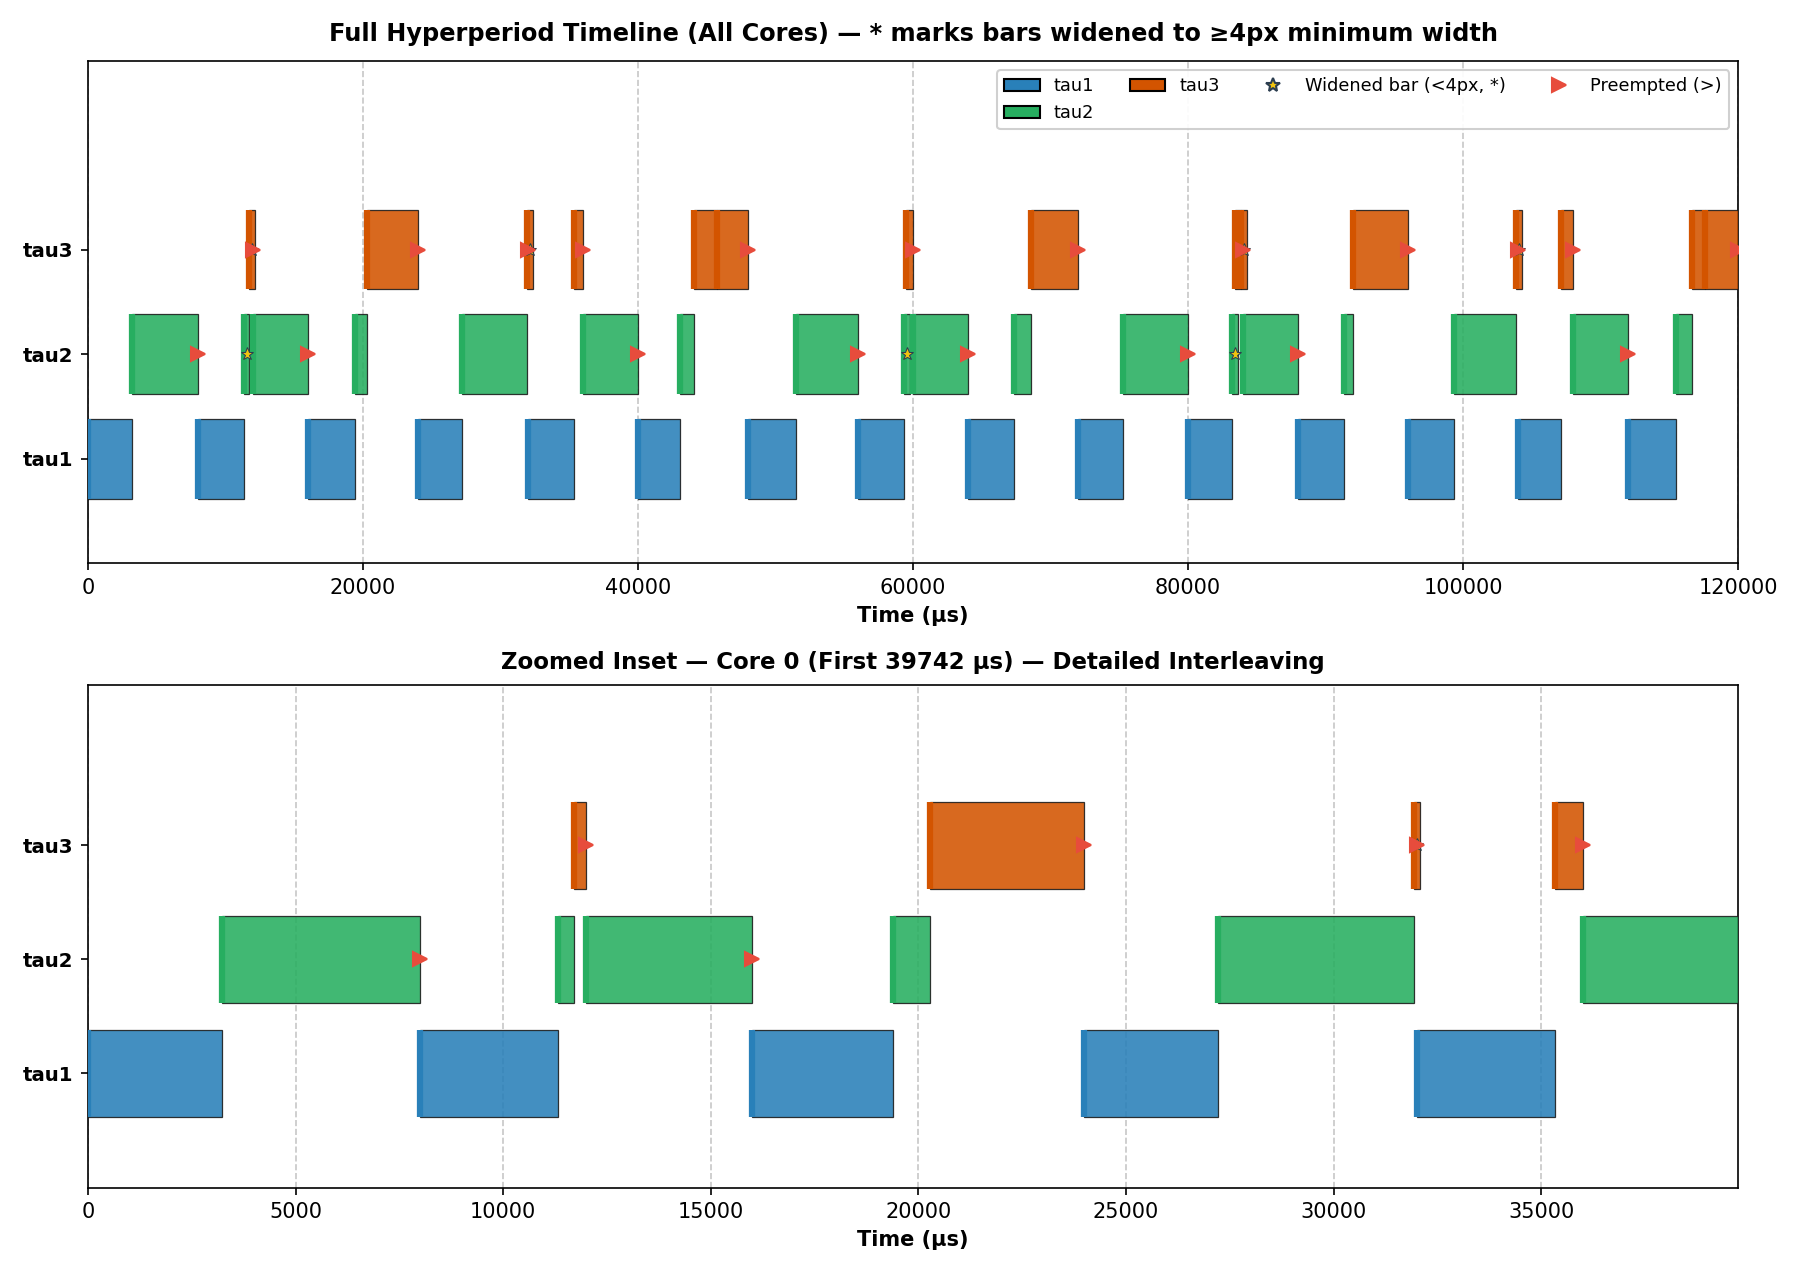 Full Hyperperiod Timeline (All Cores) — * marks bars widened to ≥4px minimum width
tau1 tau3 Widened bar (<4px, *) Preempted (>)
tau2
tau3
tau2
tau1
0 20000 40000 60000 80000 100000 120000
Time (µs)
Zoomed Inset — Core 0 (First 39742 µs) — Detailed Interleaving
tau3
tau2
tau1
0 5000 10000 15000 20000 25000 30000 35000
Time (µs)